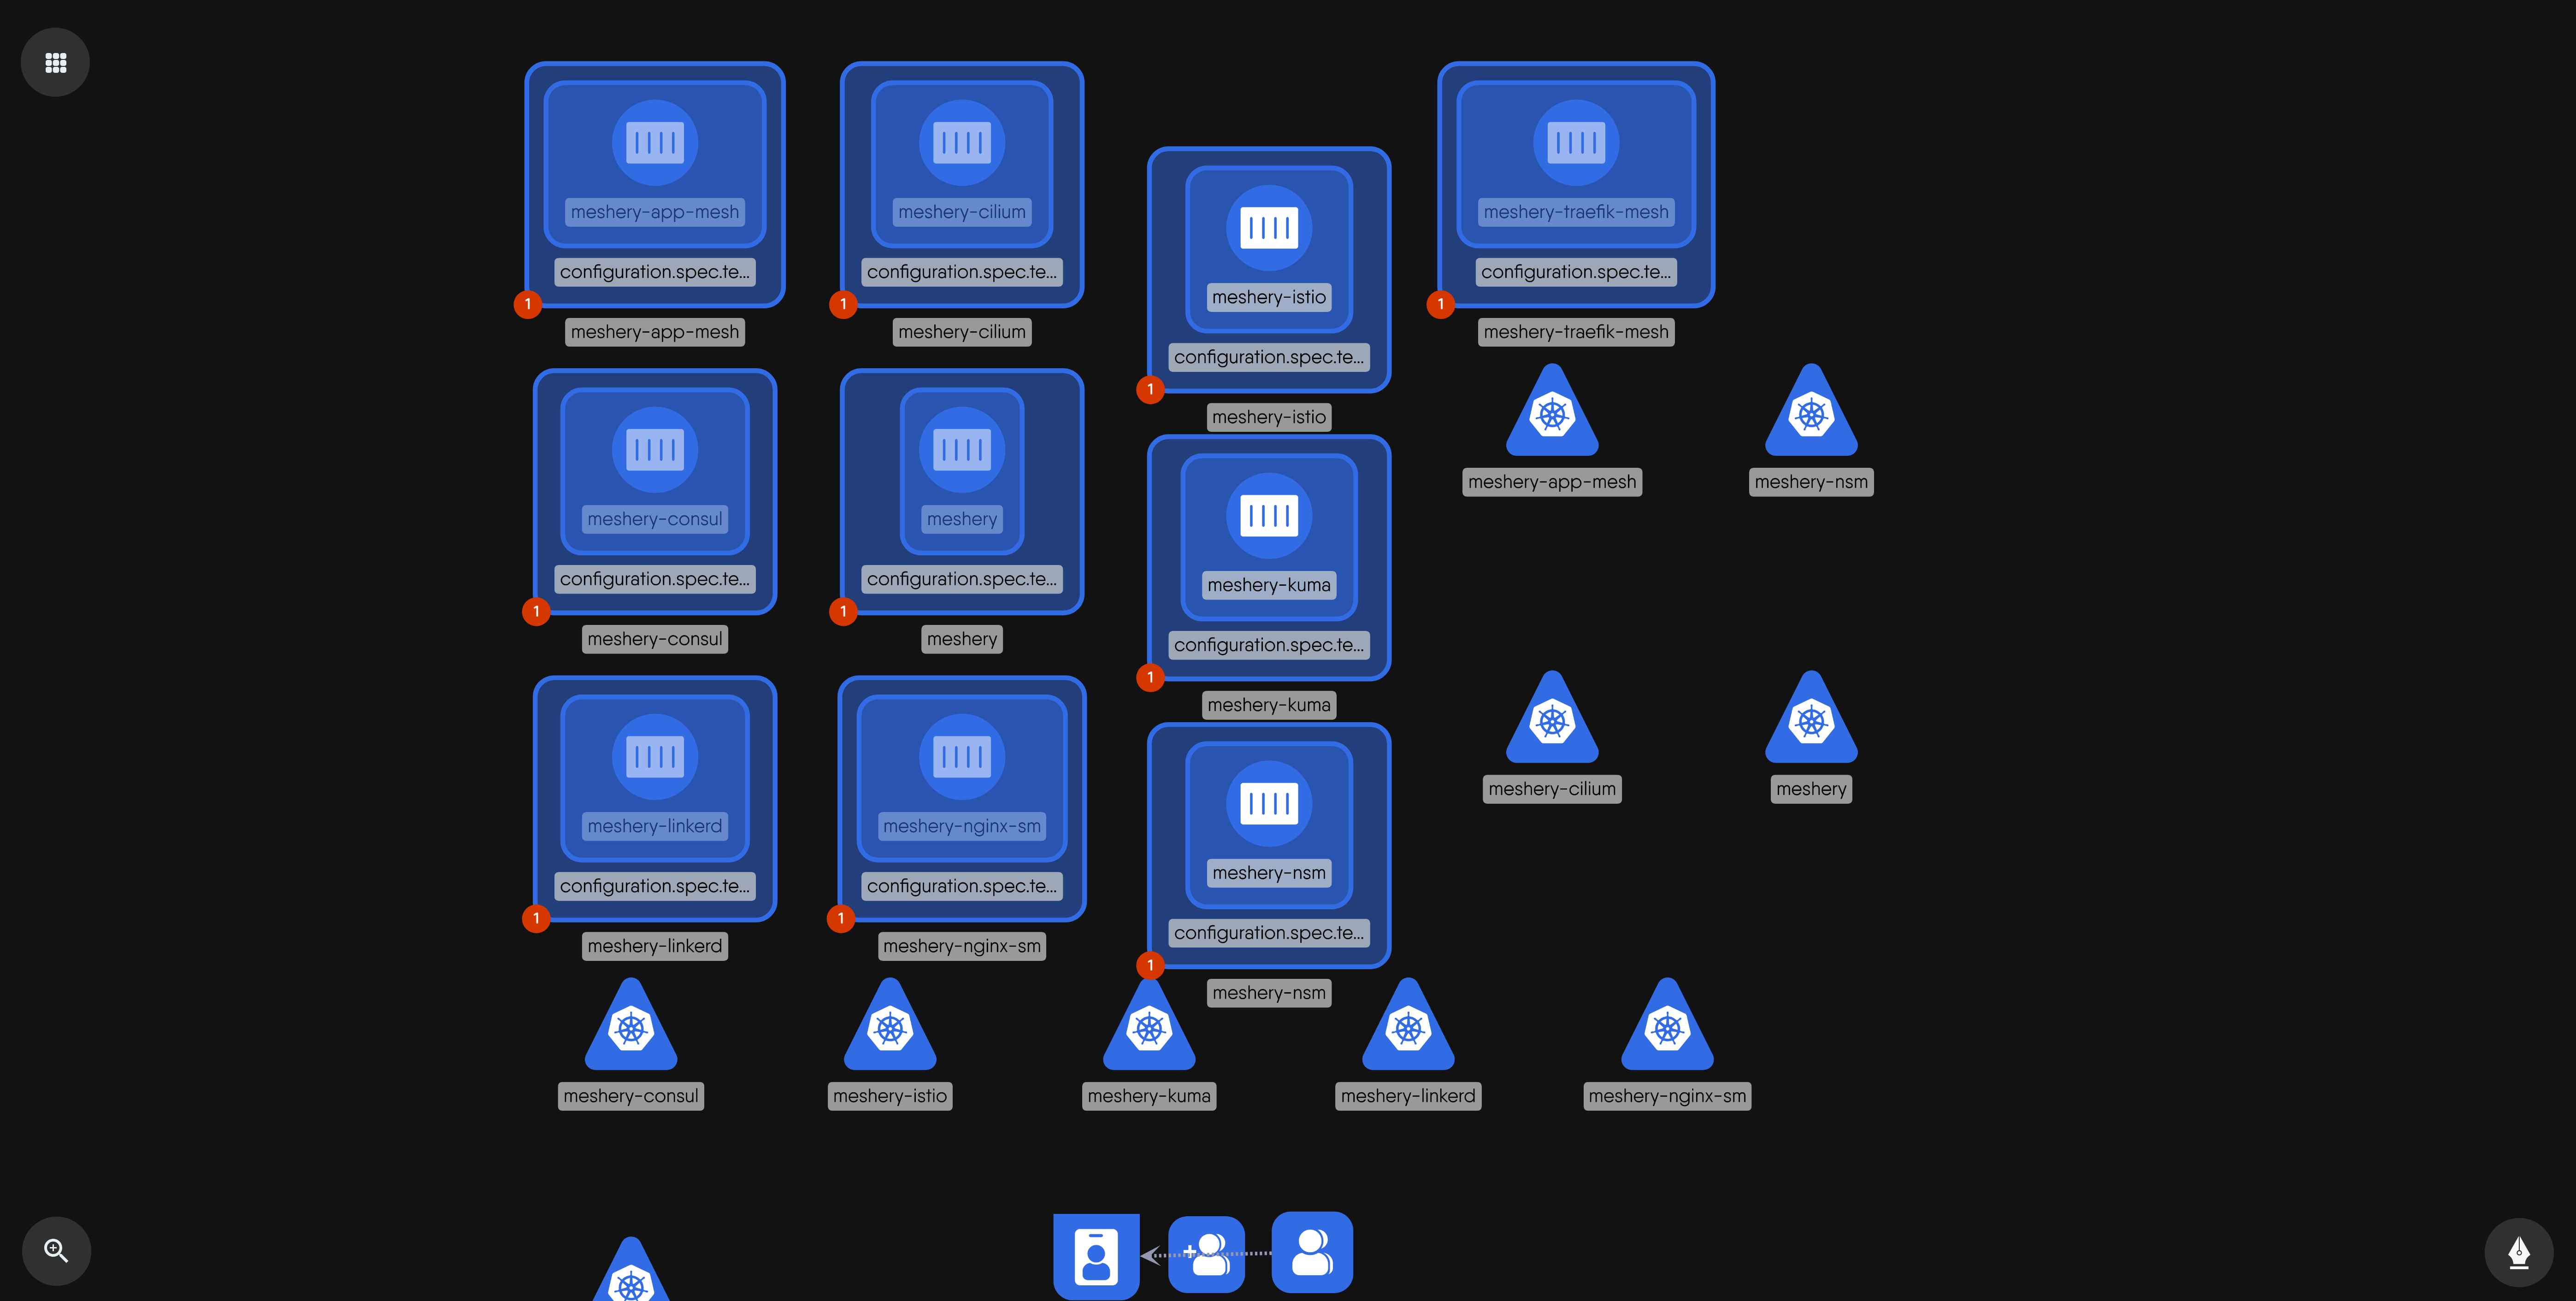 meshery-app-mesh
configuration.spec.te...
1
meshery-app-mesh
meshery-cilium
configuration.spec.te...
1
meshery-cilium
meshery-istio
configuration.spec.te...
1
meshery-istio
meshery-traefik-mesh
configuration.spec.te...
1
meshery-traefik-mesh
meshery-app-mesh
meshery-nsm
meshery-consul
configuration.spec.te...
1
meshery-consul
meshery
configuration.spec.te...
1
meshery
meshery-kuma
configuration.spec.te...
1
meshery-kuma
meshery-cilium
meshery
meshery-linkerd
configuration.spec.te...
1
meshery-linkerd
meshery-nginx-sm
configuration.spec.te...
1
meshery-nginx-sm
meshery-nsm
configuration.spec.te...
1
meshery-nsm
meshery-consul
meshery-istio
meshery-kuma
meshery-linkerd
meshery-nginx-sm